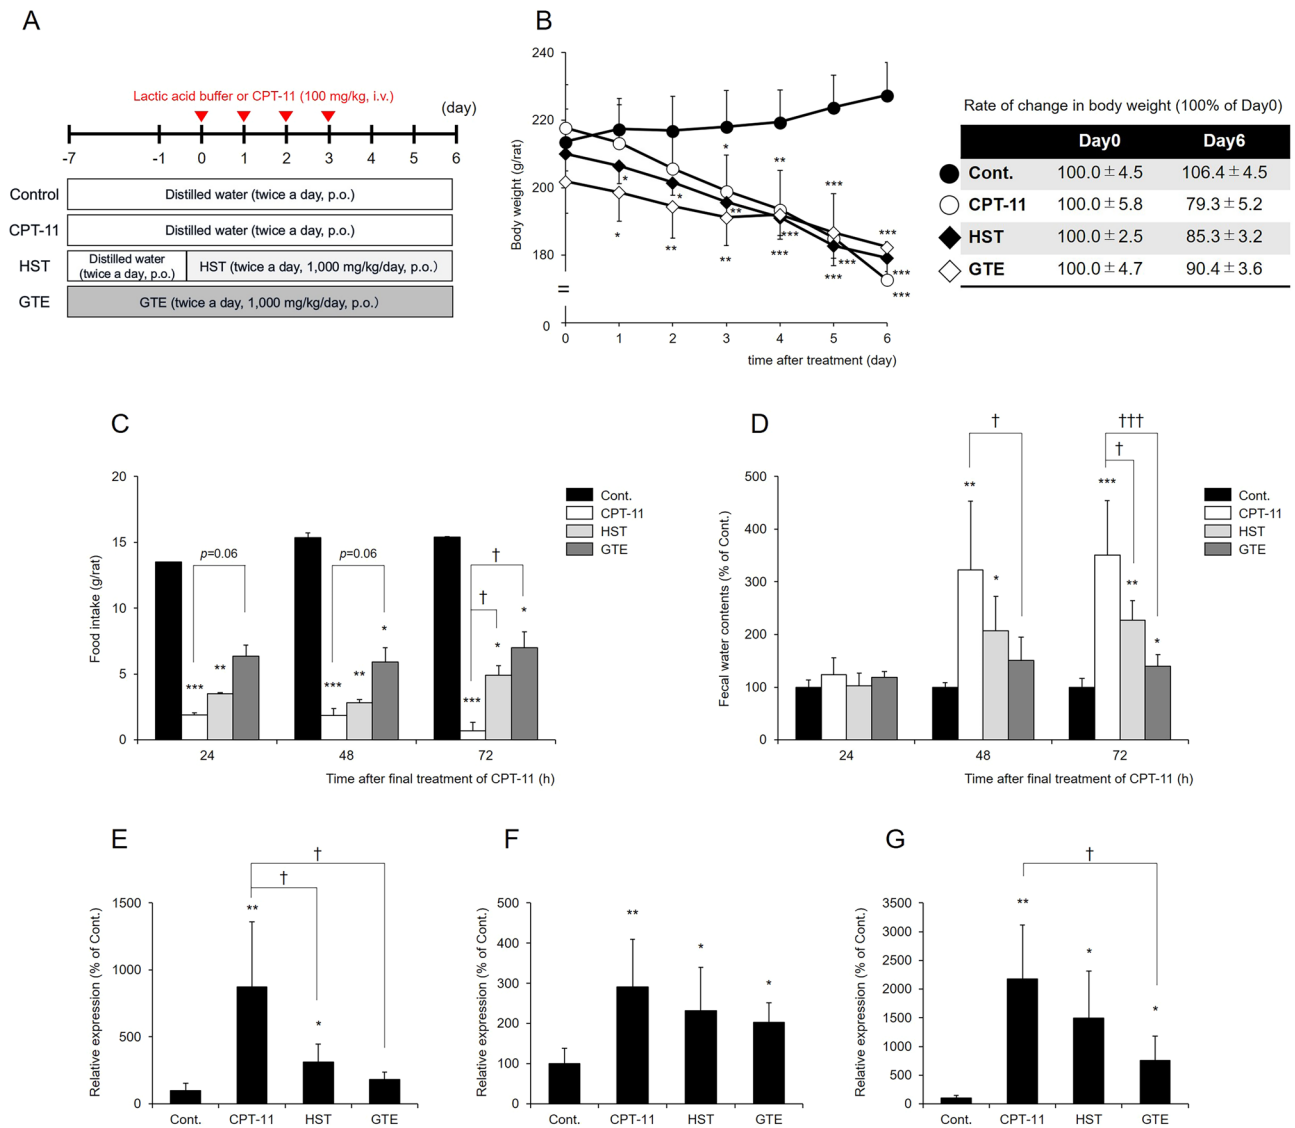 A
Lactic acid buffer or CPT-11 (100 mg/kg, i.v.)
(day)
-7 -1 0 1 2 3 4 5 6
Control Distilled water (twice a day, p.o.)
CPT-11 Distilled water (twice a day, p.o.)
HST Distilled water (twice a day, p.o.) HST (twice a day, 1,000 mg/kg/day, p.o.)
GTE GTE (twice a day, 1,000 mg/kg/day, p.o.)
B
Body weight (g/rat)
240
220
200
180
0
=
* ** ***
* * ** *** *** ***
* ** ** *** *** ***
0 1 2 3 4 5 6
time after treatment (day)
Rate of change in body weight (100% of Day0)
Day0 Day6
Cont. 100.0±4.5 106.4±4.5
CPT-11 100.0±5.8 79.3±5.2
HST 100.0±2.5 85.3±3.2
GTE 100.0±4.7 90.4±3.6
C
Food intake (g/rat)
20
15
10
5
0
p=0.06
p=0.06
†
†
*** **
*** ** *
*** * *
24 48 72
Time after final treatment of CPT-11 (h)
Cont.
CPT-11
HST
GTE
D
Fecal water contents (% of Cont.)
500
400
300
200
100
0
†
†††
†
** *
*** ** *
24 48 72
Time after final treatment of CPT-11 (h)
Cont.
CPT-11
HST
GTE
E
Relative expression (% of Cont.)
1500
1000
500
0
†
†
**
*
Cont. CPT-11 HST GTE
F
Relative expression (% of Cont.)
500
400
300
200
100
0
**
*
*
Cont. CPT-11 HST GTE
G
Relative expression (% of Cont.)
3500
3000
2500
2000
1500
1000
500
0
†
**
*
*
Cont. CPT-11 HST GTE